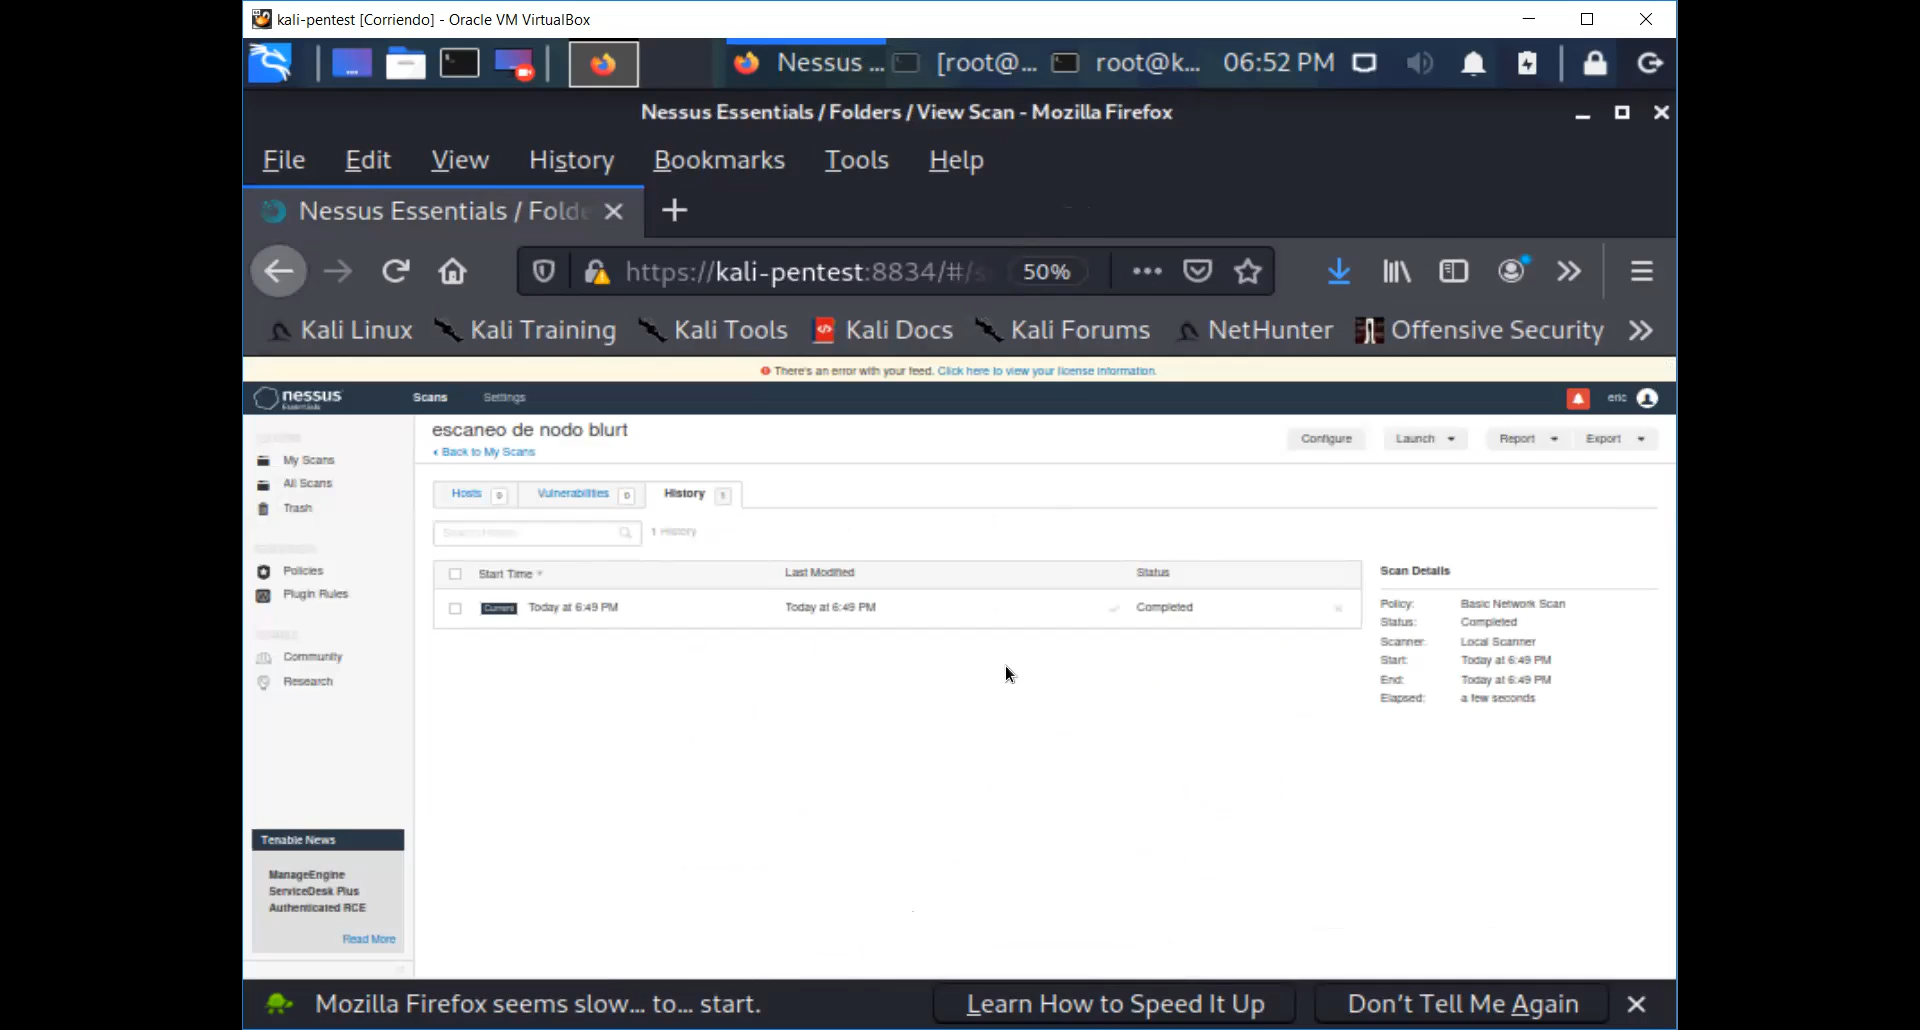 kali-pentest [Corriendo] - Oracle VM VirtualBox
Nessus ... [root@... root@k... 06:52 PM
Nessus Essentials / Folders / View Scan - Mozilla Firefox
File Edit View History Bookmarks Tools Help
Nessus Essentials / Folde
https://kali-pentest:8834/#/s 50%
Kali Linux Kali Training Kali Tools Kali Docs Kali Forums NetHunter Offensive Security
There's an error with your feed. Click here to view your license information.
nessus Scans Settings eric
Essentials
escaneo de nodo blurt
Configure Launch Report Export
Back to My Scans
My Scans
All Scans
Trash
Policies
Plugin Rules
Community
Research
Hosts 0 Vulnerabilities 0 History 1
Search History 1 History
Start Time Last Modified Status
Current Today at 6:49 PM Today at 6:49 PM Completed
Scan Details
Policy: Basic Network Scan
Status: Completed
Scanner: Local Scanner
Start: Today at 6:49 PM
End: Today at 6:49 PM
Elapsed: a few seconds
Tenable News
ManageEngine
ServiceDesk Plus
Authenticated RCE
Read More
Mozilla Firefox seems slow... to... start. Learn How to Speed It Up Don't Tell Me Again